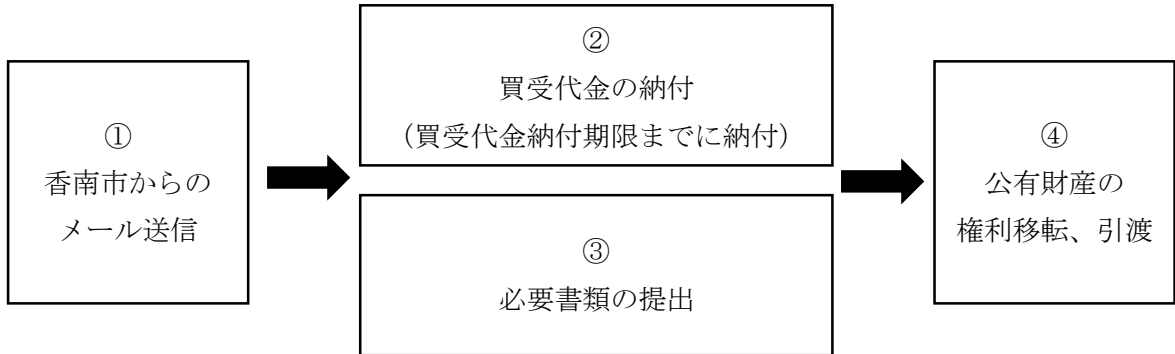 ①
香南市からの
メール送信
②
買受代金の納付
（買受代金納付期限までに納付）
③
必要書類の提出
④
公有財産の
権利移転、引渡